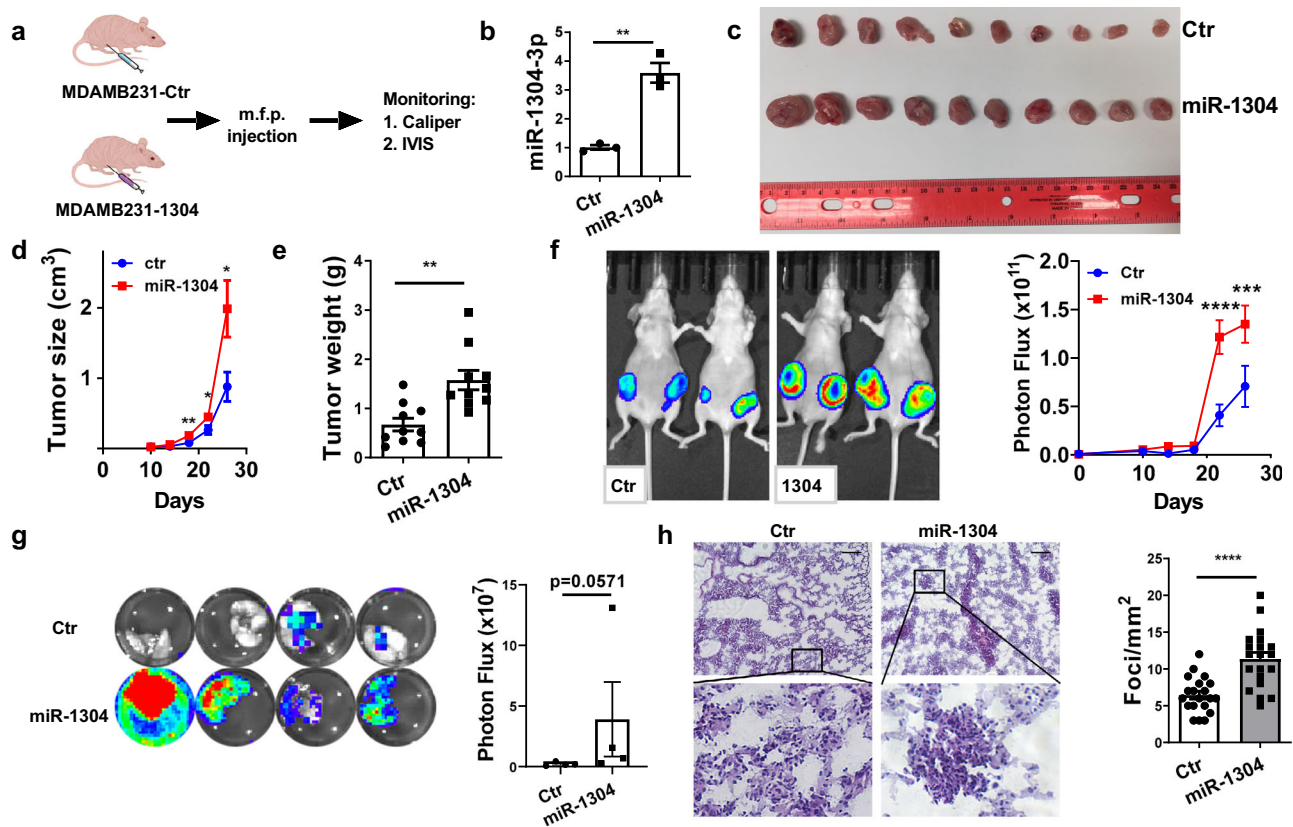 a
MDAMB231-Ctr
MDAMB231-1304
m.f.p.
injection
Monitoring:
1. Caliper
2. IVIS
b
miR-1304-3p
5
4
3
2
1
0
**
Ctr
miR-1304
c
Ctr
miR-1304
d
Tumor size (cm³)
ctr
miR-1304
2
1
**
*
*
0
10
20
30
Days
e
Tumor weight (g)
4
3
2
1
0
**
Ctr
miR-1304
f
Ctr
1304
Photon Flux (x10¹¹)
2.0
1.5
1.0
0.5
0.0
Ctr
miR-1304
****
***
0
10
20
30
Days
g
Ctr
miR-1304
Photon Flux (x10⁷)
15
10
5
0
p=0.0571
Ctr
miR-1304
h
Ctr
miR-1304
Foci/mm²
25
20
15
10
5
0
****
Ctr
miR-1304